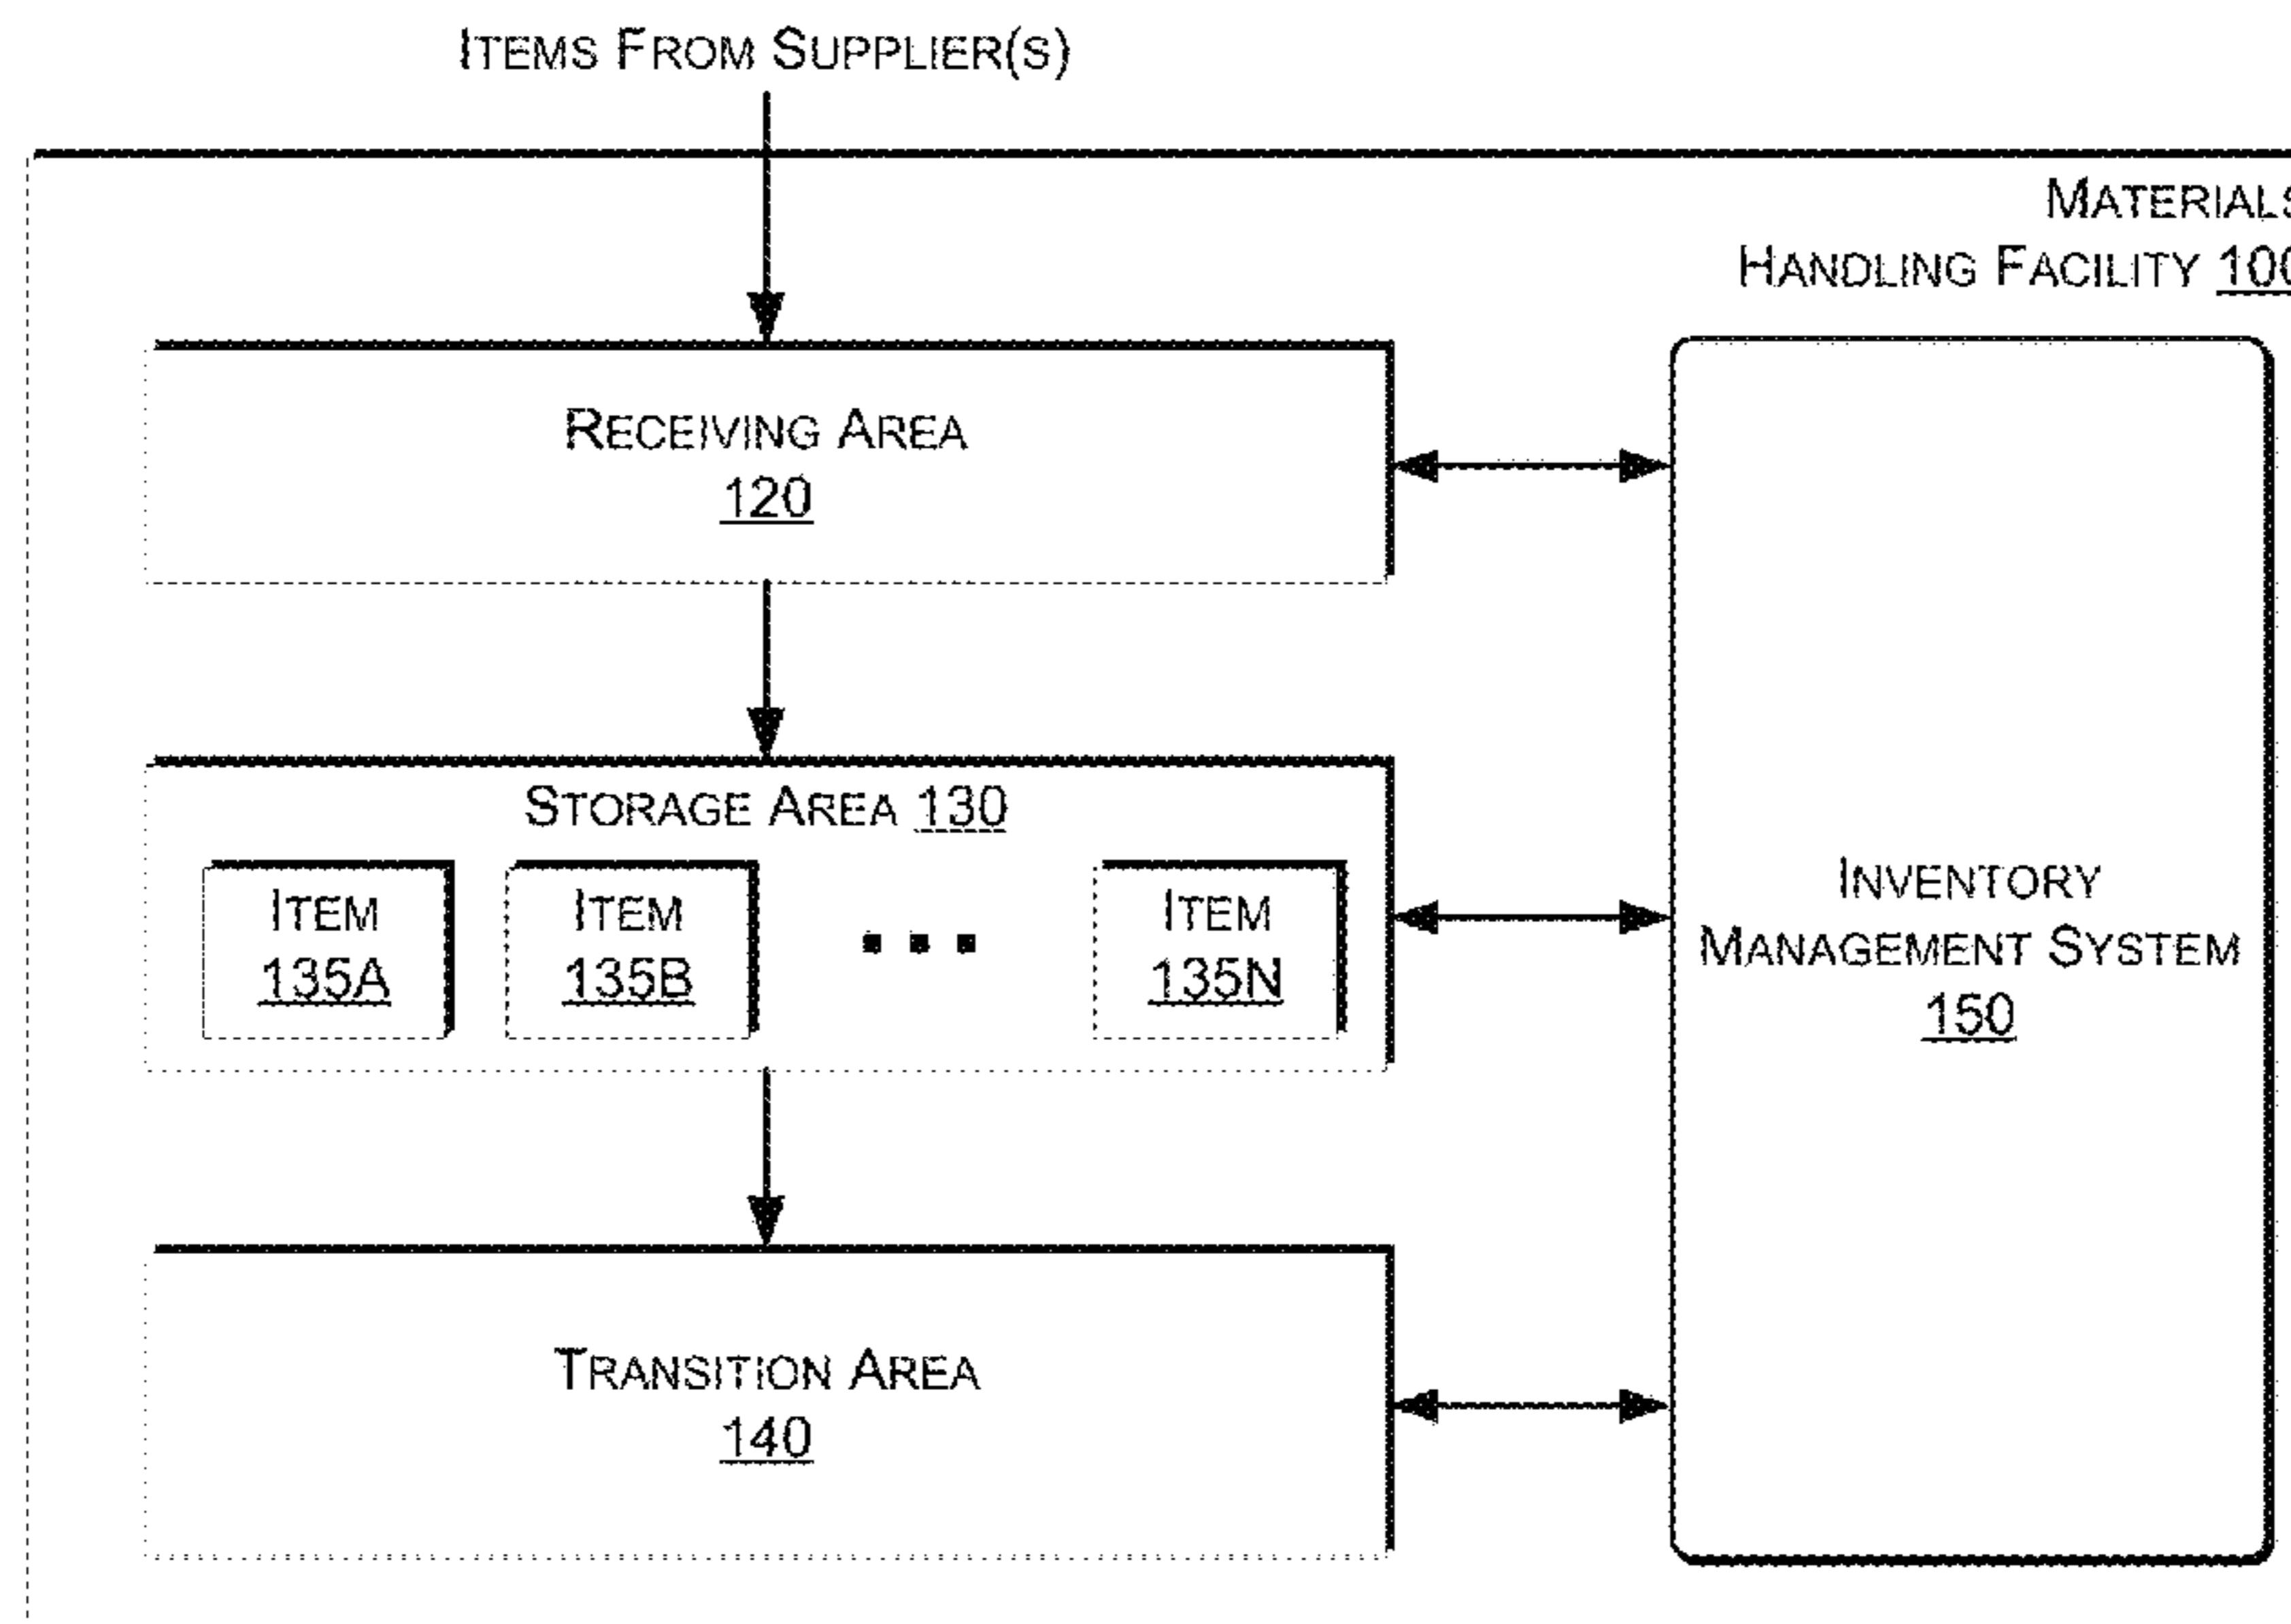 ITEMS FROM SUPPLIER(S)
MATERIALS
HANDLING FACILITY 100
RECEIVING AREA
120
STORAGE AREA 130
ITEM
135A
ITEM
135B
ITEM
135N
INVENTORY
MANAGEMENT SYSTEM
150
TRANSITION AREA
140